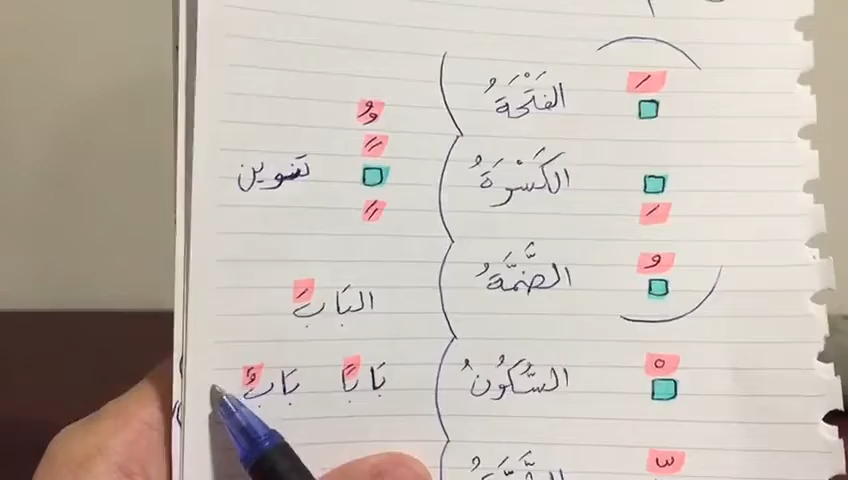 الفَتْحَةُ
الكَسْرَةُ
الضَّمَّةُ
السُّكُونُ
تنوين
البَابَ
بَابًا بَابٌ